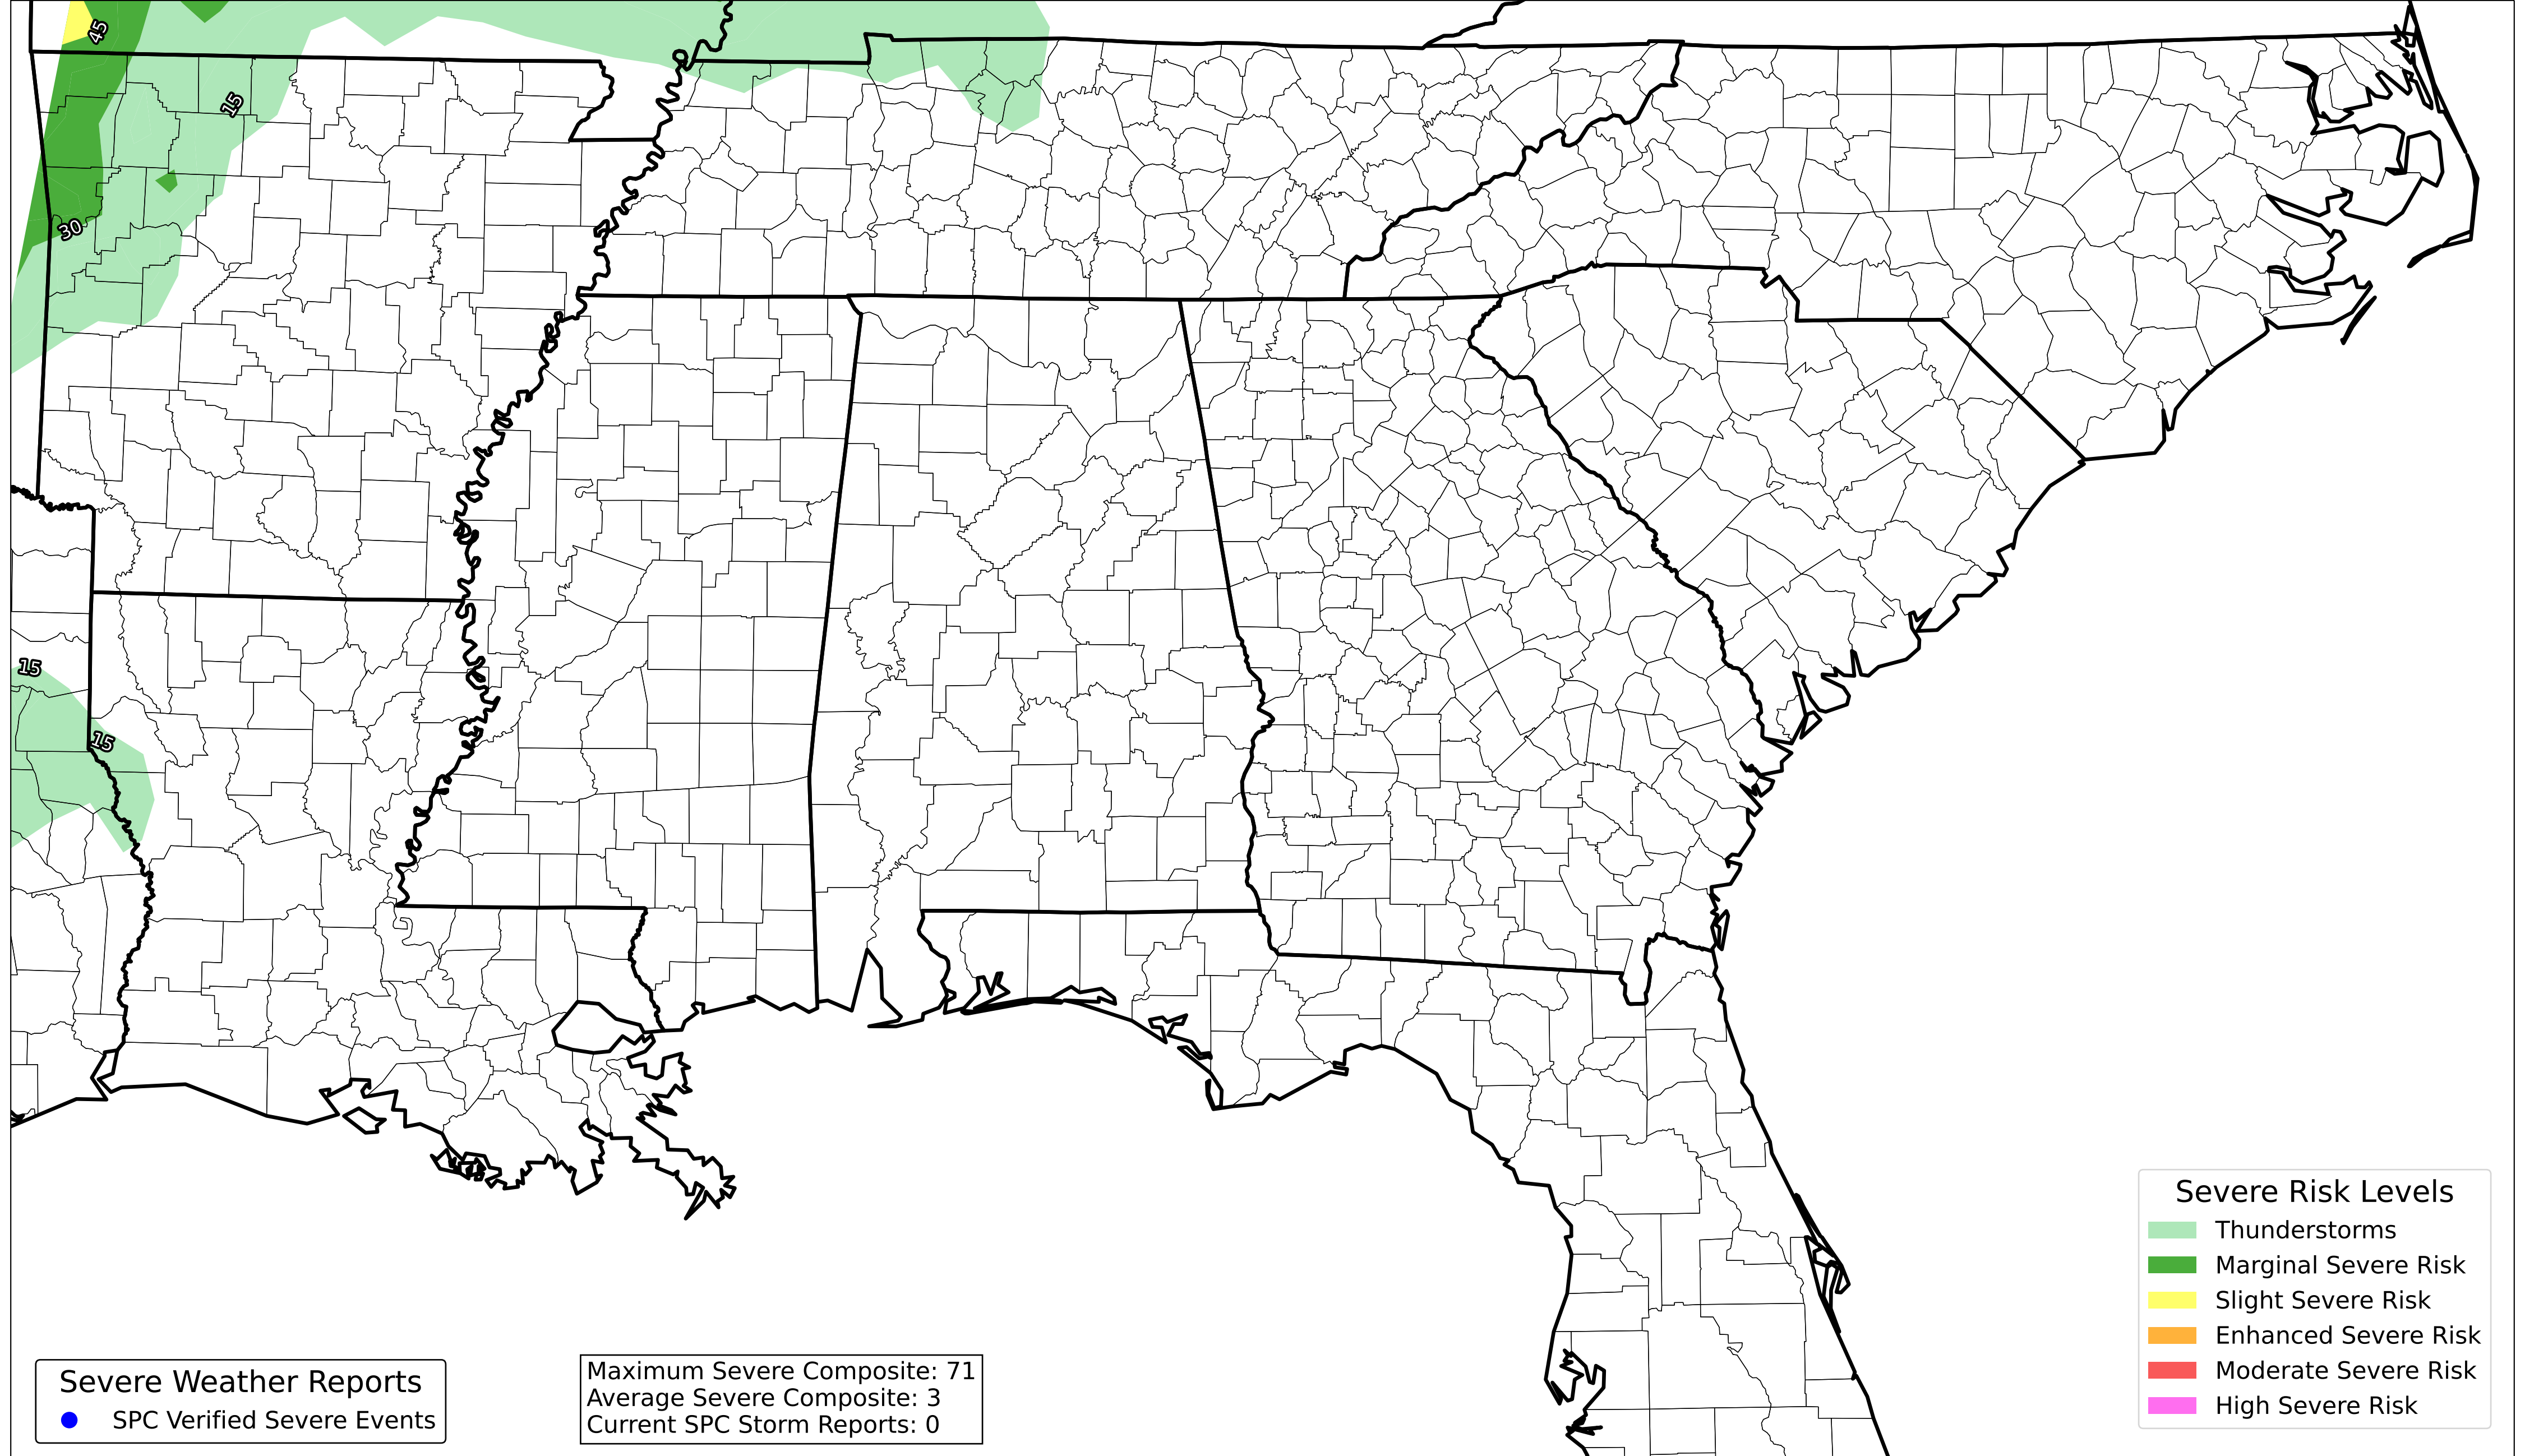 45
15
30
15
15
Severe Risk Levels
Thunderstorms
Marginal Severe Risk
Slight Severe Risk
Enhanced Severe Risk
Moderate Severe Risk
High Severe Risk
Severe Weather Reports
SPC Verified Severe Events
Maximum Severe Composite: 71
Average Severe Composite: 3
Current SPC Storm Reports: 0